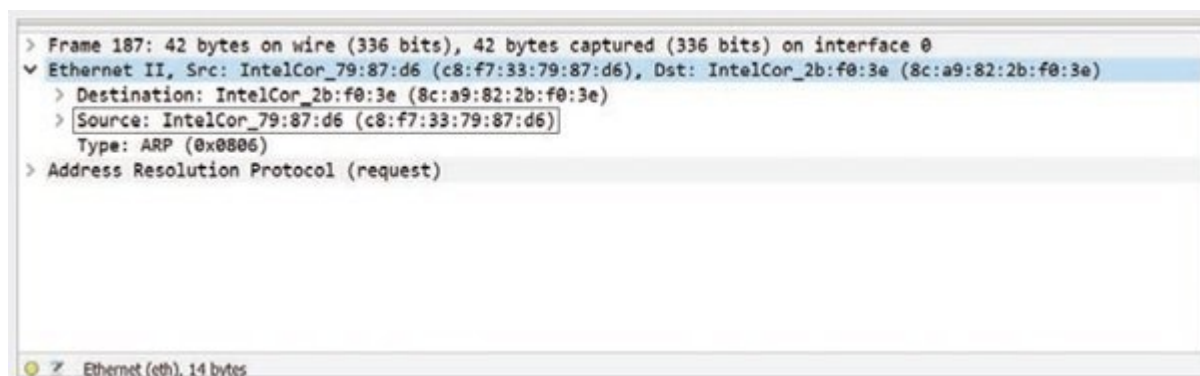 > Frame 187: 42 bytes on wire (336 bits), 42 bytes captured (336 bits) on interface 0
Ethernet II, Src: IntelCor_79:87:d6 (c8:f7:33:79:87:d6), Dst: IntelCor_2b:f0:3e (8c:a9:82:2b:f0:3e)
> Destination: IntelCor_2b:f0:3e (8c:a9:82:2b:f0:3e)
> Source: IntelCor_79:87:d6 (c8:f7:33:79:87:d6)
Type: ARP (0x0806)
> Address Resolution Protocol (request)
Ethernet (eth), 14 bytes